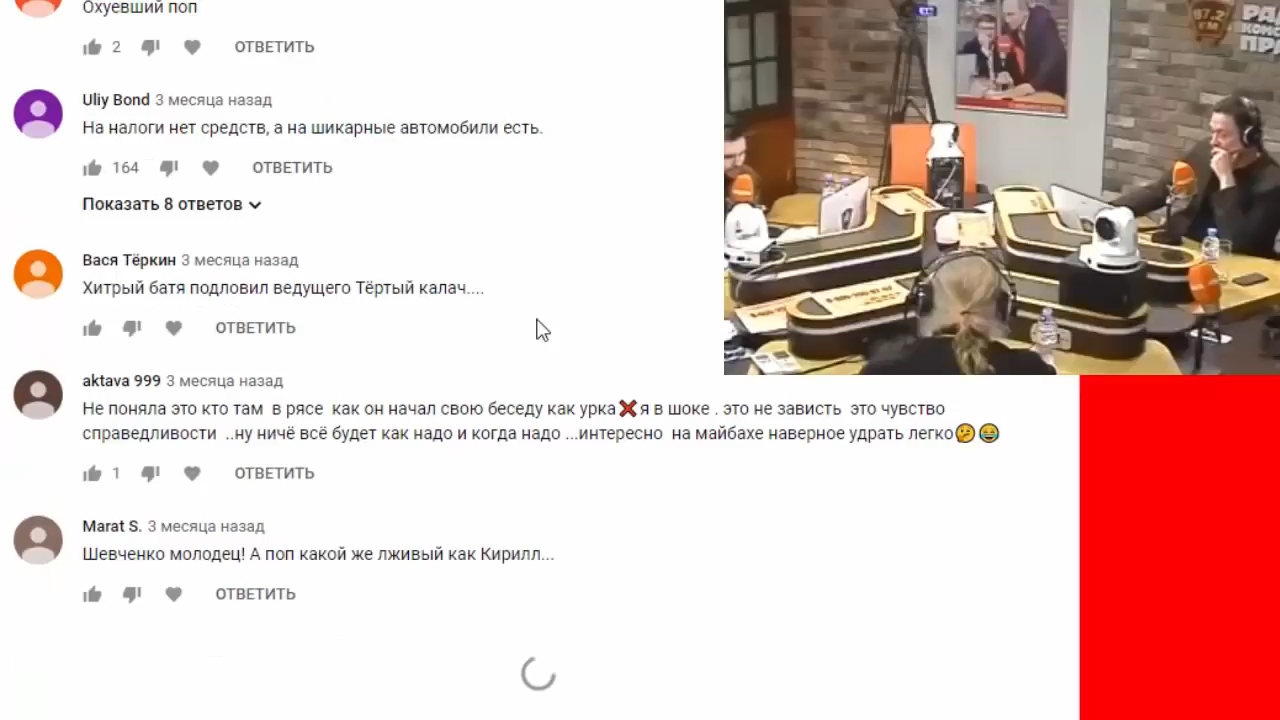 Охуевший поп
2 ОТВЕТИТЬ
Uliy Bond 3 месяца назад
На налоги нет средств, а на шикарные автомобили есть.
164 ОТВЕТИТЬ
Показать 8 ответов
Вася Тёркин 3 месяца назад
Хитрый батя подловил ведущего Тёртый калач....
ОТВЕТИТЬ
aktava 999 3 месяца назад
Не поняла это кто там в рясе как он начал свою беседу как урка❌я в шоке . это не зависть это чувство
справедливости ..ну ничё всё будет как надо и когда надо ...интересно на майбахе наверное удрать легко🤔😂
1 ОТВЕТИТЬ
Marat S. 3 месяца назад
Шевченко молодец! А поп какой же лживый как Кирилл...
ОТВЕТИТЬ
97.2
FM